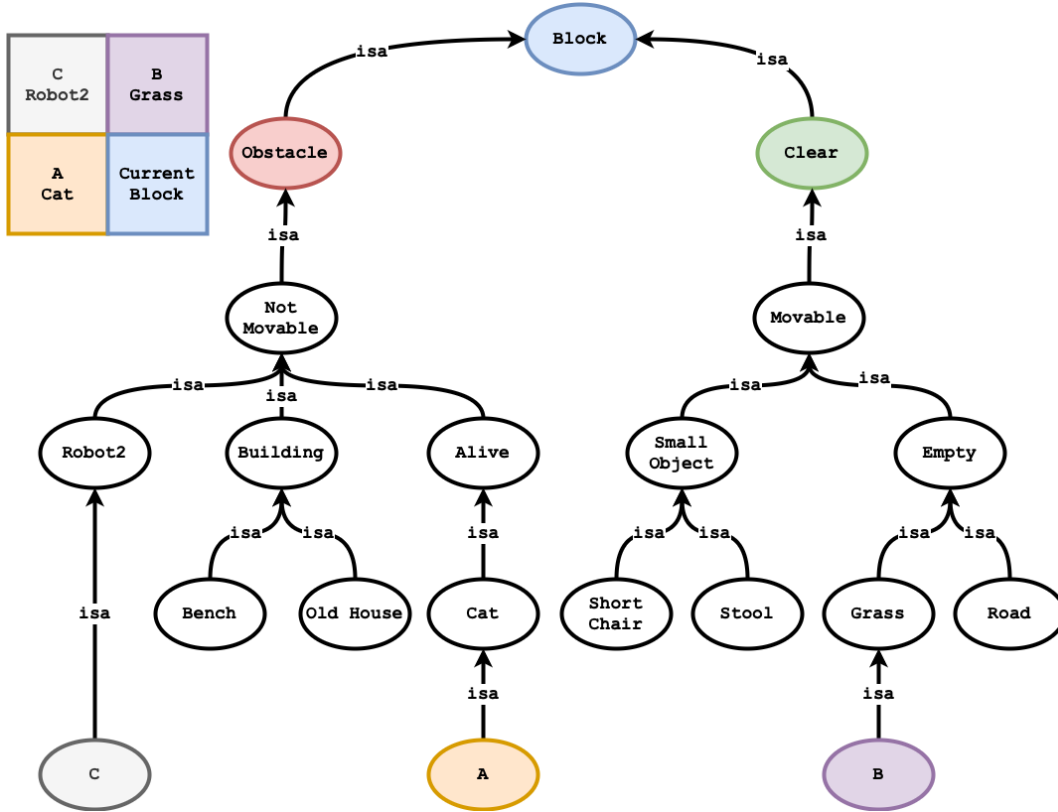 Block
isa
isa
C
Robot2
B
Grass
A
Cat
Current
Block
Obstacle
Clear
isa
isa
Not
Movable
Movable
isa
isa
isa
isa
isa
Robot2
Building
Alive
Small
Object
Empty
isa
isa
isa
isa
isa
isa
isa
isa
Bench
Old House
Cat
Short
Chair
Stool
Grass
Road
isa
isa
C
A
B